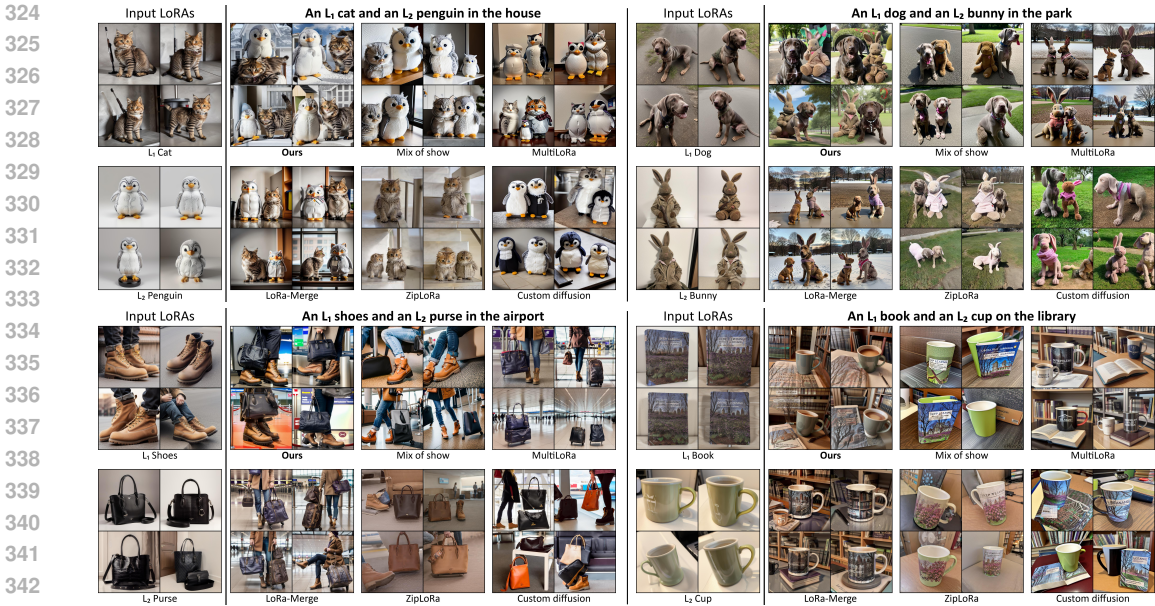 324
325
326
327
328
329
330
331
332
333
334
335
336
337
338
339
340
341
342
Input LoRAs
An L₁ cat and an L₂ penguin in the house
L₁ Cat
Ours
Mix of show
MultiLoRa
L₂ Penguin
LoRa-Merge
ZipLoRa
Custom diffusion
Input LoRAs
An L₁ dog and an L₂ bunny in the park
L₁ Dog
Ours
Mix of show
MultiLoRa
L₂ Bunny
LoRa-Merge
ZipLoRa
Custom diffusion
Input LoRAs
An L₁ shoes and an L₂ purse in the airport
L₁ Shoes
Ours
Mix of show
MultiLoRa
L₂ Purse
LoRa-Merge
ZipLoRa
Custom diffusion
Input LoRAs
An L₁ book and an L₂ cup on the library
L₁ Book
Ours
Mix of show
MultiLoRa
L₂ Cup
LoRa-Merge
ZipLoRa
Custom diffusion